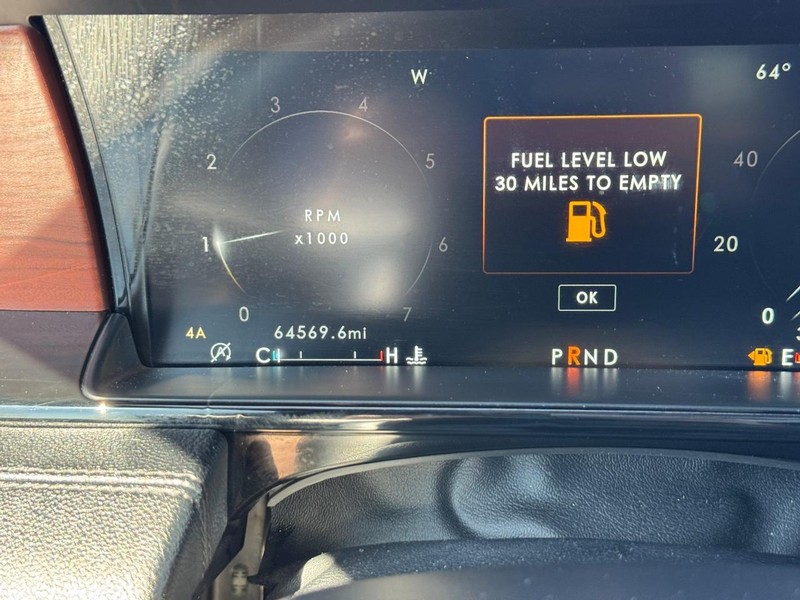 W
64°
3 4
2 5
FUEL LEVEL LOW
30 MILES TO EMPTY
40
RPM
x1000
1 6
20
0 7
OK
0
4A
64569.6mi
A
C H
PRND
E